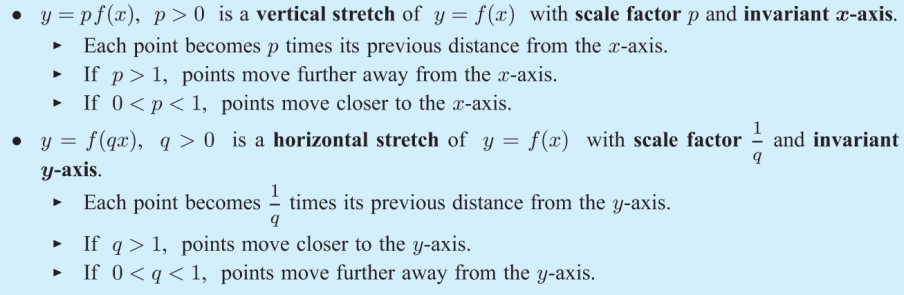 • y = p f(x), p > 0 is a vertical stretch of y = f(x) with scale factor p and invariant x-axis.
▸ Each point becomes p times its previous distance from the x-axis.
▸ If p > 1, points move further away from the x-axis.
▸ If 0 < p < 1, points move closer to the x-axis.
• y = f(qx), q > 0 is a horizontal stretch of y = f(x) with scale factor 1/q and invariant
y-axis.
▸ Each point becomes 1/q times its previous distance from the y-axis.
▸ If q > 1, points move closer to the y-axis.
▸ If 0 < q < 1, points move further away from the y-axis.